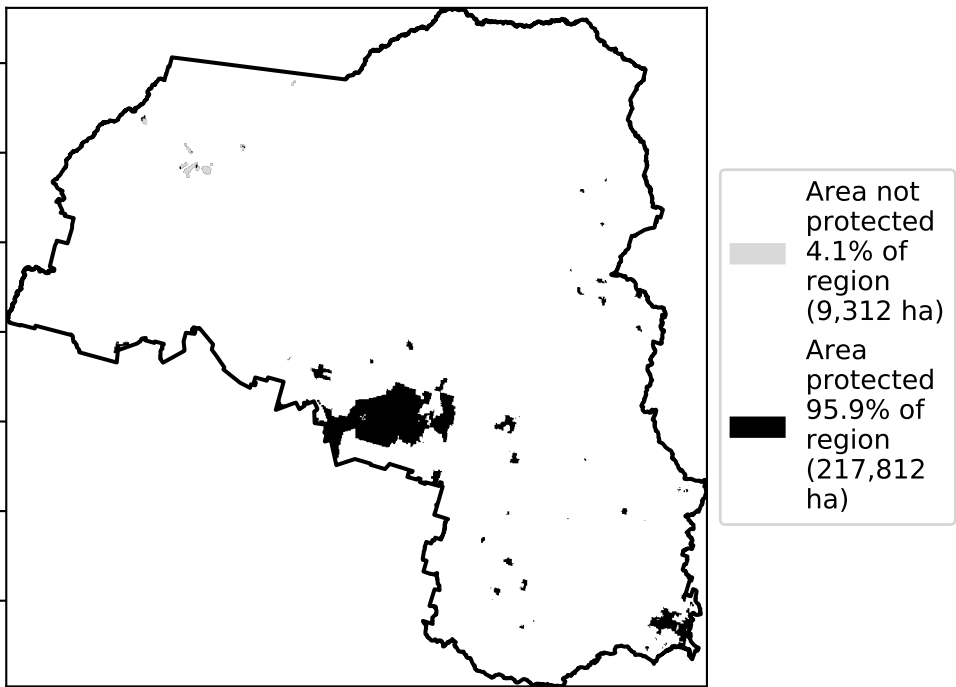 Area not
protected
4.1% of
region
(9,312 ha)
Area
protected
95.9% of
region
(217,812
ha)